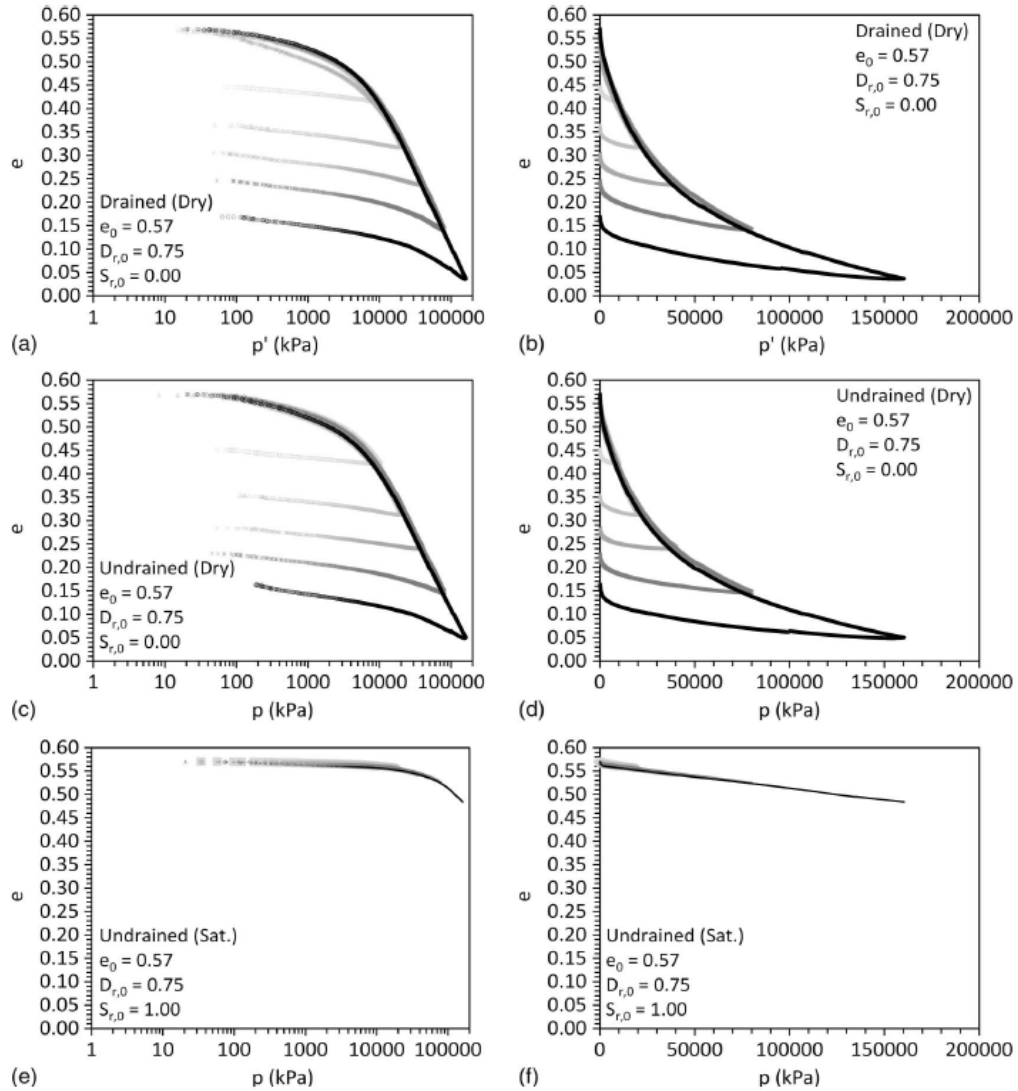 0.60
0.55
0.50
0.45
0.40
0.35
0.30
0.25
0.20
0.15
0.10
0.05
0.00
e
Drained (Dry)
e₀ = 0.57
Dᵣ,₀ = 0.75
Sᵣ,₀ = 0.00
1 10 100 1000 10000 100000
(a) p' (kPa)
0.60
0.55
0.50
0.45
0.40
0.35
0.30
0.25
0.20
0.15
0.10
0.05
0.00
e
Drained (Dry)
e₀ = 0.57
Dᵣ,₀ = 0.75
Sᵣ,₀ = 0.00
0 50000 100000 150000 200000
(b) p' (kPa)
0.60
0.55
0.50
0.45
0.40
0.35
0.30
0.25
0.20
0.15
0.10
0.05
0.00
e
Undrained (Dry)
e₀ = 0.57
Dᵣ,₀ = 0.75
Sᵣ,₀ = 0.00
1 10 100 1000 10000 100000
(c) p (kPa)
0.60
0.55
0.50
0.45
0.40
0.35
0.30
0.25
0.20
0.15
0.10
0.05
0.00
e
Undrained (Dry)
e₀ = 0.57
Dᵣ,₀ = 0.75
Sᵣ,₀ = 0.00
0 50000 100000 150000 200000
(d) p (kPa)
0.60
0.55
0.50
0.45
0.40
0.35
0.30
0.25
0.20
0.15
0.10
0.05
0.00
e
Undrained (Sat.)
e₀ = 0.57
Dᵣ,₀ = 0.75
Sᵣ,₀ = 1.00
1 10 100 1000 10000 100000
(e) p (kPa)
0.60
0.55
0.50
0.45
0.40
0.35
0.30
0.25
0.20
0.15
0.10
0.05
0.00
e
Undrained (Sat.)
e₀ = 0.57
Dᵣ,₀ = 0.75
Sᵣ,₀ = 1.00
0 50000 100000 150000 200000
(f) p (kPa)